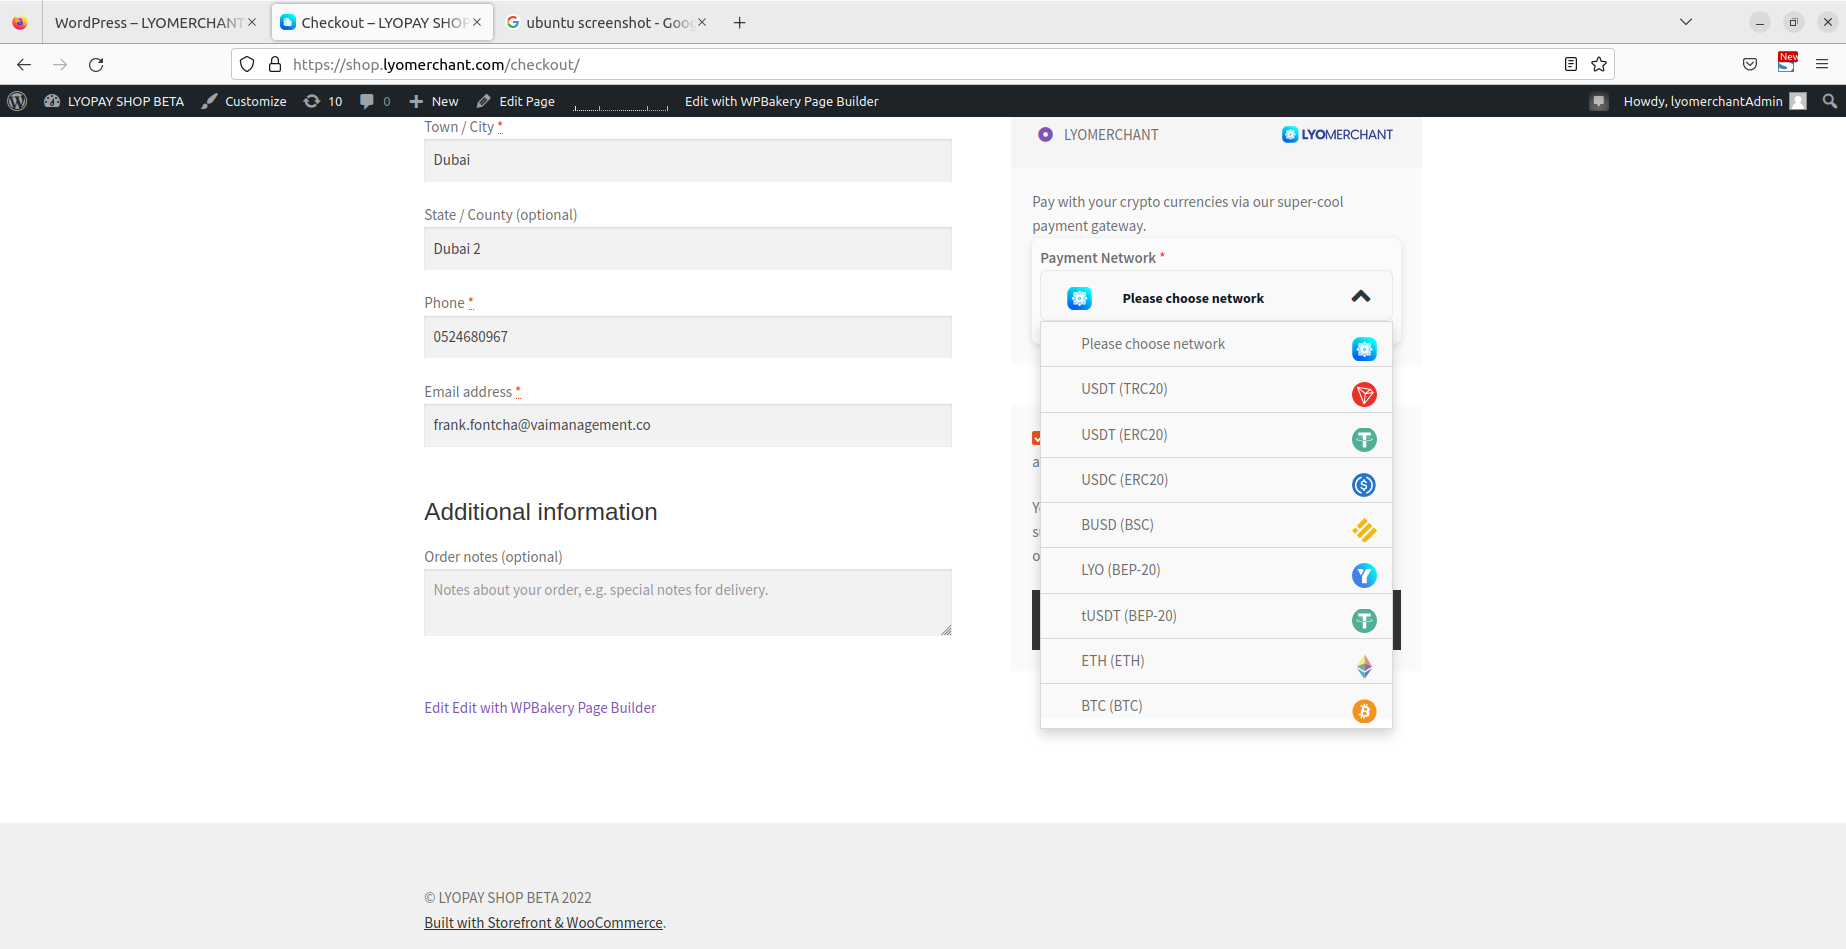 WordPress – LYOMERCHANT
Checkout – LYOPAY SHOP
ubuntu screenshot - Goog
https://shop.lyomerchant.com/checkout/
New
LYOPAY SHOP BETA
Customize
10
0
New
Edit Page
Edit with WPBakery Page Builder
Howdy, lyomerchantAdmin
Town / City *
Dubai
State / County (optional)
Dubai 2
Phone *
0524680967
Email address *
frank.fontcha@vaimanagement.co
Additional information
Order notes (optional)
Notes about your order, e.g. special notes for delivery.
Edit Edit with WPBakery Page Builder
LYOMERCHANT
LYOMERCHANT
Pay with your crypto currencies via our super-cool
payment gateway.
Payment Network *
Please choose network
Please choose network
USDT (TRC20)
USDT (ERC20)
USDC (ERC20)
BUSD (BSC)
LYO (BEP-20)
tUSDT (BEP-20)
ETH (ETH)
BTC (BTC)
© LYOPAY SHOP BETA 2022
Built with Storefront & WooCommerce.